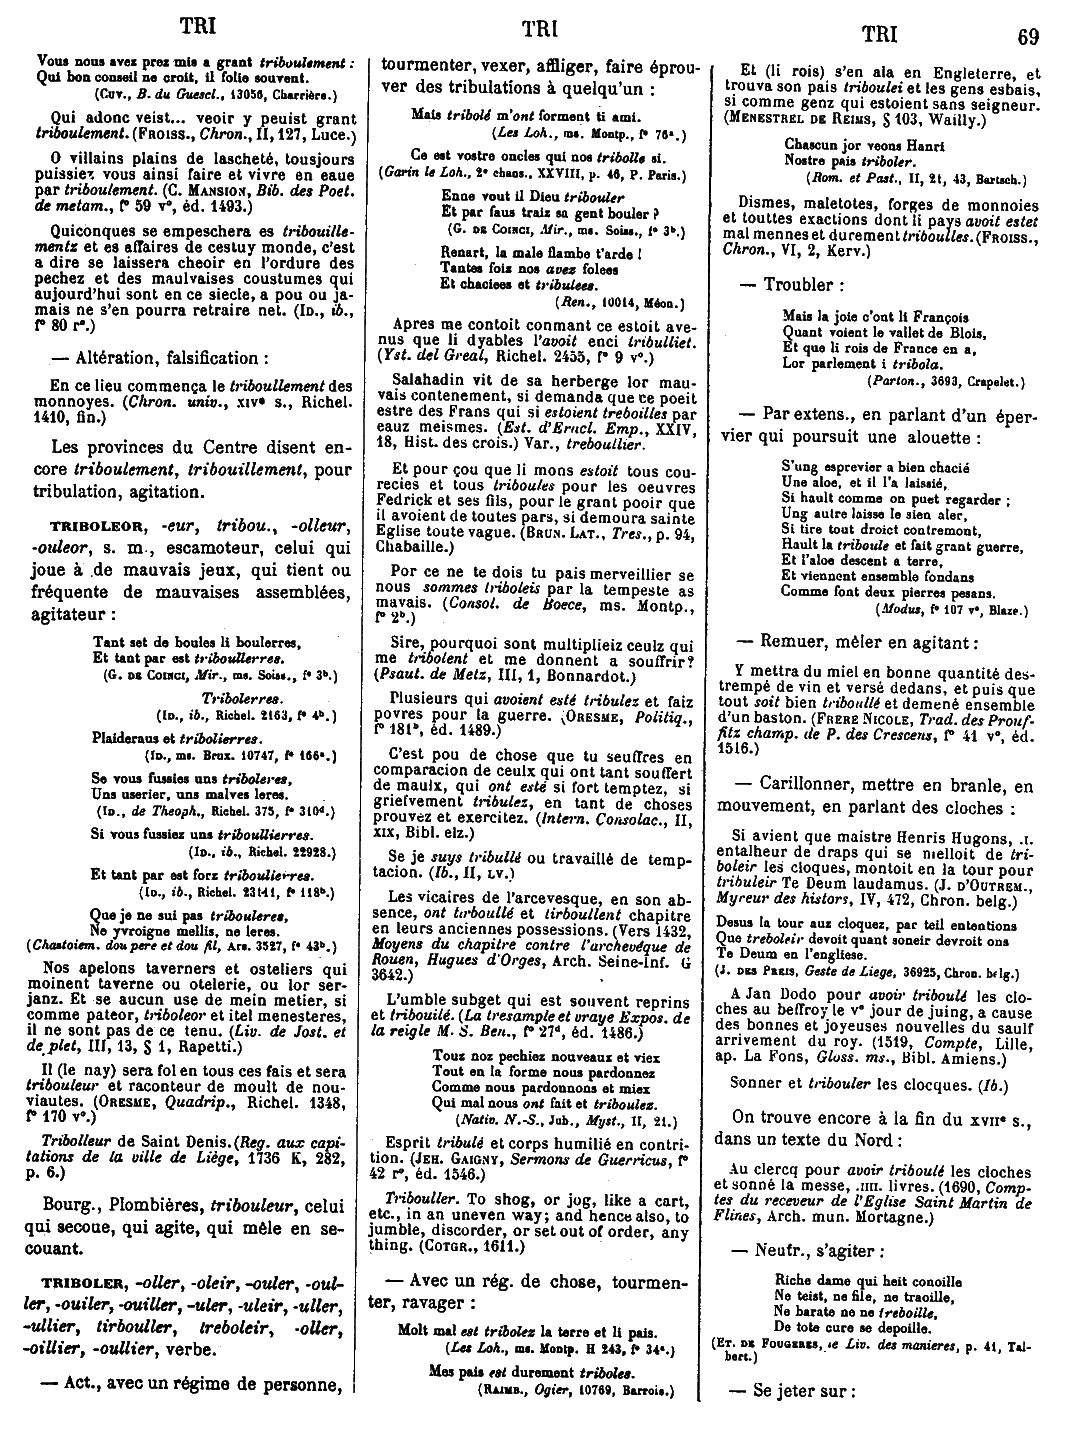 TRI
TRI
TRI
69
Vous nous avez prez mis a grant triboulement :
Qui bon conseil ne croit, il folie souvent.
(Cuv., B. du Guescl., 13056, Charrière.)
Qui adonc veist... veoir y peuist grant
triboulement. (Froiss., Chron., II, 127, Luce.)
O villains plains de lascheté, tousjours
puissiez vous ainsi faire et vivre en eaue
par triboulement. (C. Mansion, Bib. des Poet.
de metam., f° 59 v°, éd. 1493.)
Quiconques se empeschera es tribouille-
mentz et es affaires de cestuy monde, c'est
a dire se laissera cheoir en l'ordure des
pechez et des maulvaises coustumes qui
aujourd'hui sont en ce siecle, a pou ou ja-
mais ne s'en pourra retraire net. (Id., ib.,
f° 80 r°.)
— Altération, falsification :
En ce lieu commença le triboullement des
monnoyes. (Chron. univ., xiv° s., Richel.
1410, fin.)
Les provinces du Centre disent en-
core triboulement, tribouillement, pour
tribulation, agitation.
TRIBOLEOR, -eur, tribou., -olleur,
-ouleor, s. m., escamoteur, celui qui
joue à de mauvais jeux, qui tient ou
fréquente de mauvaises assemblées,
agitateur :
Tant set de boules li boulerres,
Et tant par est triboullerres.
(G. de Coinci, Mir., ms. Soiss., f° 3ᵇ.)
Tribolerres.
(Id., ib., Richel. 2163, f° 4ᵇ.)
Plaideraus et tribolierres.
(Id., ms. Brux. 10747, f° 166ᵃ.)
Se vous fussies uns triboleres,
Uns userier, uns malves leres.
(Id., de Theoph., Richel. 375, f° 310ᵈ.)
Si vous fussiez uns triboullierres.
(Id., ib., Richel. 22928.)
Et tant par est forz triboulierres.
(Id., ib., Richel. 23111, f° 118ᵇ.)
Que je ne sui pas tribouleres,
Ne yvroigne mellis, ne leres.
(Chastoiem. dou pere et dou fil, Ars. 3527, f° 43ᵇ.)
Nos apelons taverners et osteliers qui
moinent taverne ou otelerie, ou lor ser-
janz. Et se aucun use de mein metier, si
comme pateor, triboleor et itel menesteres,
il ne sont pas de ce tenu. (Liv. de Jost. et
de plet, III, 13, § 1, Rapetti.)
Il (le nay) sera fol en tous ces fais et sera
tribouleur et raconteur de moult de nou-
viautes. (Oresme, Quadrip., Richel. 1348,
f° 170 v°.)
Tribolleur de Saint Denis. (Reg. aux capi-
tations de la ville de Liège, 1736 K, 282,
p. 6.)
Bourg., Plombières, tribouleur, celui
qui secoue, qui agite, qui mêle en se-
couant.
TRIBOLER, -oller, -oleir, -ouler, -oul-
ler, -ouiler, -ouiller, -uler, -uleir, -uller,
-ullier, tirbouller, treboleir, -oller,
-oillier, -oullier, verbe.
— Act., avec un régime de personne,
tourmenter, vexer, affliger, faire éprou-
ver des tribulations à quelqu'un :
Mais tribolé m'ont forment ti ami.
(Les Loh., ms. Montp., f° 76ᵃ.)
Ce est vostre oncles qui nos tribolle si.
(Garin le Loh., 2° chans., XXVIII, p. 46, P. Paris.)
Enne vout il Dieu tribouler
Et par faus traiz sa gent bouler ?
(G. de Coinci, Mir., ms. Soiss., f° 3ᵇ.)
Renart, la male flambe t'arde !
Tantes foiz nos avez folees
Et chaciees et tribulees.
(Ren., 10014, Méon.)
Apres me contoit conmant ce estoit ave-
nus que li dyables l'avoit enci tribulliet.
(Yst. del Greal, Richel. 2455, f° 9 v°.)
Salahadin vit de sa herberge lor mau-
vais contenement, si demanda que ce poeit
estre des Frans qui si estoient treboilles par
eauz meismes. (Est. d'Eracl. Emp., XXIV,
18, Hist. des crois.) Var., treboullier.
Et pour çou que li mons estoit tous cou-
recies et tous triboules pour les oeuvres
Fedrick et ses fils, pour le grant pooir que
il avoient de toutes pars, si demoura sainte
Eglise toute vague. (Brun. Lat., Tres., p. 94,
Chabaille.)
Por ce ne te dois tu pais merveillier se
nous sommes triboleis par la tempeste as
mavais. (Consol. de Boece, ms. Montp.,
f° 2ᵇ.)
Sire, pourquoi sont multiplieiz ceulz qui
me tribolent et me donnent a souffrir?
(Psaut. de Metz, III, 1, Bonnardot.)
Plusieurs qui avoient esté tribulez et faiz
povres pour la guerre. (Oresme, Politiq.,
f° 181ᵇ, éd. 1489.)
C'est pou de chose que tu seuffres en
comparacion de ceulx qui ont tant souffert
de maulx, qui ont esté si fort temptez, si
griefvement tribulez, en tant de choses
prouvez et exercitez. (Intern. Consolac., II,
xix, Bibl. elz.)
Se je suys tribullé ou travaillé de temp-
tacion. (Ib., II, lv.)
Les vicaires de l'arcevesque, en son ab-
sence, ont tirboullé et tirboullent chapitre
en leurs anciennes possessions. (Vers 1432,
Moyens du chapitre contre l'archevéque de
Rouen, Hugues d'Orges, Arch. Seine-Inf. G
3642.)
L'umble subget qui est souvent reprins
et tribouilé. (La tresample et vraye Expos. de
la reigle M. S. Ben., f° 27ᵈ, éd. 1486.)
Touz noz pechiez nouveaux et viex
Tout en la forme nous pardonnez
Comme nous pardonnons et miex
Qui mal nous ont fait et triboulez.
(Nativ. N.-S., Jub., Myst., II, 21.)
Esprit tribulé et corps humilié en contri-
tion. (Jeh. Gaigny, Sermons de Guerricus, f°
42 r°, éd. 1546.)
Tribouller. To shog, or jog, like a cart,
etc., in an uneven way; and hence also, to
jumble, discorder, or set out of order, any
thing. (Cotgr., 1611.)
— Avec un rég. de chose, tourmen-
ter, ravager :
Molt mal est tribolez la terre et li pais.
(Les Loh., ms. Montp. H 243, f° 34ᵃ.)
Mes pais est durement triboles.
(Raimb., Ogier, 10769, Barrois.)
Et (li rois) s'en ala en Engleterre, et
trouva son pais triboulei et les gens esbais,
si comme genz qui estoient sans seigneur.
(Menestrel de Reims, § 103, Wailly.)
Chascun jor veons Hanri
Nostre pais triboler.
(Rom. et Past., II, 21, 43, Bartsch.)
Dismes, maletotes, forges de monnoies
et touttes exactions dont li pays avoit estet
mal mennes et durement triboulles. (Froiss.,
Chron., VI, 2, Kerv.)
— Troubler :
Mais la joie c'ont li François
Quant voient le vallet de Blois,
Et que li rois de France en a,
Lor parlement i tribola.
(Parton., 3693, Crapelet.)
— Par extens., en parlant d'un éper-
vier qui poursuit une alouette :
S'ung esprevier a bien chacié
Une aloe, et il l'a laissié,
Si hault comme on puet regarder ;
Ung autre laisse le sien aler,
Si tire tout droict contremont,
Hault la triboule et fait grant guerre,
Et l'aloe descent a terre,
Et viennent ensemble fondans
Comme font deux pierres pesans.
(Modus, f° 107 v°, Blaze.)
— Remuer, mêler en agitant :
Y mettra du miel en bonne quantité des-
trempé de vin et versé dedans, et puis que
tout soit bien triboullé et demené ensemble
d'un baston. (Frere Nicole, Trad. des Prouf-
fitz champ. de P. des Crescens, f° 41 v°, éd.
1516.)
— Carillonner, mettre en branle, en
mouvement, en parlant des cloches :
Si avient que maistre Henris Hugons, .i.
entalheur de draps qui se melloit de tri-
boleir les cloques, montoit en la tour pour
tribuleir Te Deum laudamus. (J. d'Outrem.,
Myreur des histors, IV, 472, Chron. belg.)
Desus la tour aux cloquez, par teil ententions
Que treboleir devoit quant soneir devroit ons
Te Deum en l'engliese.
(J. des Preis, Geste de Liege, 36925, Chron. belg.)
A Jan Dodo pour avoir triboulé les clo-
ches au beffroy le v° jour de juing, a cause
des bonnes et joyeuses nouvelles du saulf
arrivement du roy. (1519, Compte, Lille,
ap. La Fons, Gloss. ms., Bibl. Amiens.)
Sonner et tribouler les clocques. (Ib.)
On trouve encore à la fin du xvii° s.,
dans un texte du Nord :
Au clercq pour avoir triboulé les cloches
et sonné la messe, .iiii. livres. (1690, Comp-
tes du receveur de l'Eglise Saint Martin de
Flines, Arch. mun. Mortagne.)
— Neutr., s'agiter :
Riche dame qui heit conoille
Ne teist, ne file, ne traoille,
Ne barate ne ne treboille,
De tote cure se depoille.
(Et. de Fougeres, le Liv. des manieres, p. 41, Tal-
bert.)
— Se jeter sur :